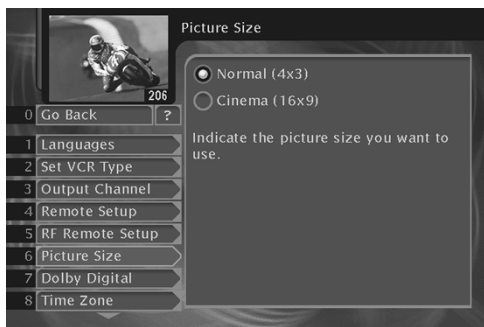 Picture Size
206
0 Go Back ?
1 Languages
2 Set VCR Type
3 Output Channel
4 Remote Setup
5 RF Remote Setup
6 Picture Size
7 Dolby Digital
8 Time Zone
Normal (4x3)
Cinema (16x9)
Indicate the picture size you want to
use.